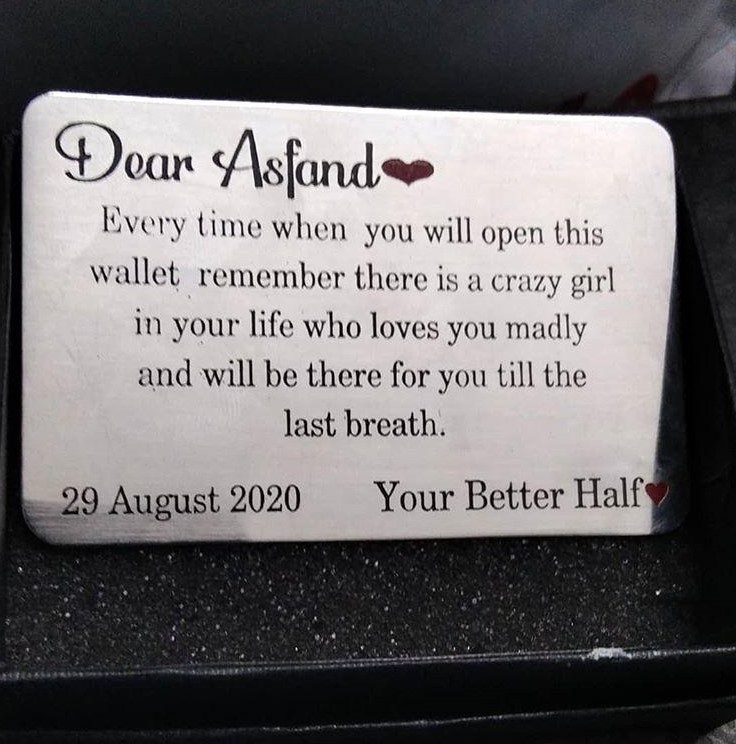 Dear Asfand❤
Every time when you will open this
wallet, remember there is a crazy girl
in your life who loves you madly
and will be there for you till the
last breath.
29 August 2020 Your Better Half❤